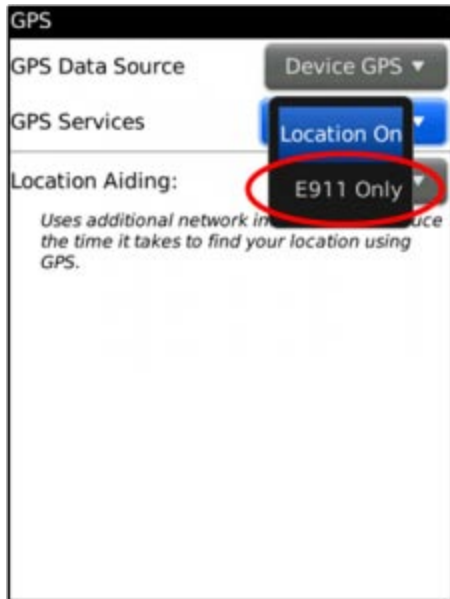 GPS
GPS Data Source Device GPS
GPS Services
Location On
Location Aiding:
E911 Only
Uses additional network in uce
the time it takes to find your location using
GPS.